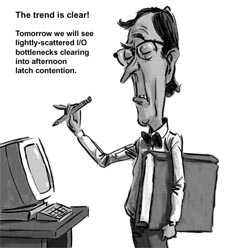 The trend is clear!
Tomorrow we will see
lightly-scattered I/O
bottlenecks clearing
into afternoon
latch contention.